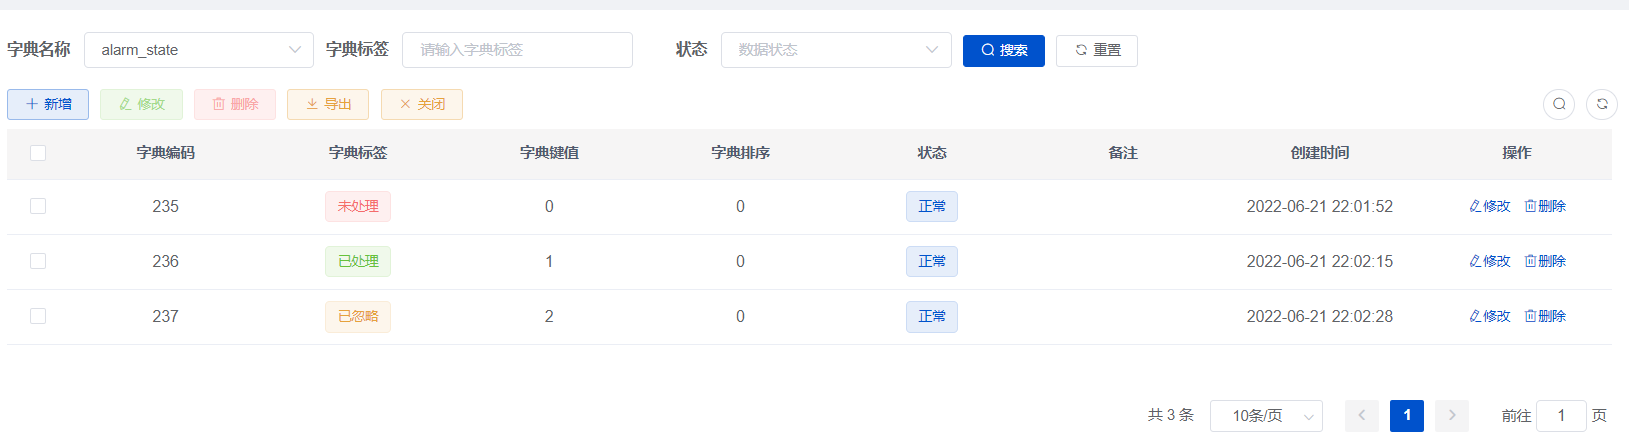 字典名称 alarm_state 字典标签 请输入字典标签 状态 数据状态 搜索 重置
新增 修改 删除 导出 关闭
字典编码 字典标签 字典键值 字典排序 状态 备注 创建时间 操作
235 未处理 0 0 正常 2022-06-21 22:01:52 修改 删除
236 已处理 1 0 正常 2022-06-21 22:02:15 修改 删除
237 已忽略 2 0 正常 2022-06-21 22:02:28 修改 删除
共 3 条 10条/页 1 前往 1 页